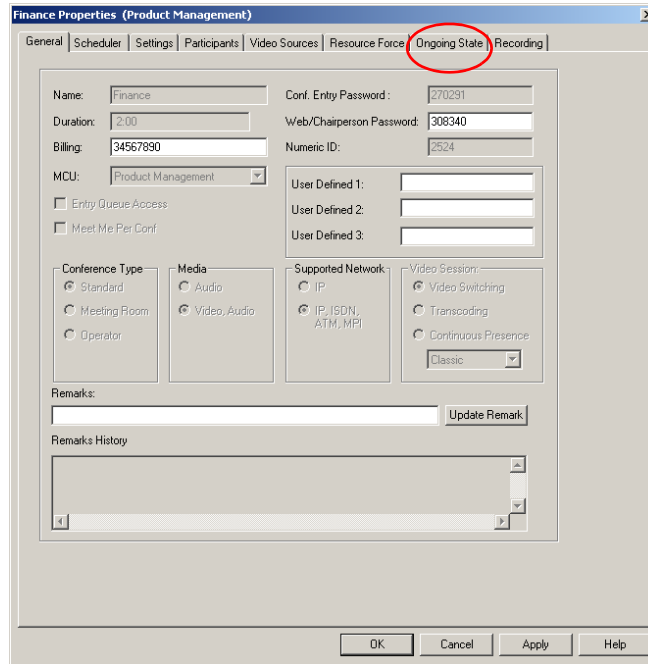 Finance Properties (Product Management)
General Scheduler Settings Participants Video Sources Resource Force Ongoing State Recording
Name: Finance Conf. Entry Password : 270291
Duration: 2:00 Web/Chairperson Password: 308340
Billing: 34567890 Numeric ID: 2524
MCU: Product Management
User Defined 1:
Entry Queue Access
User Defined 2:
Meet Me Per Conf
User Defined 3:
Conference Type Media Supported Network Video Session:
Standard Audio IP Video Switching
Meeting Room Video, Audio IP, ISDN, Transcoding
ATM, MPI
Operator Continuous Presence
Classic
Remarks:
Update Remark
Remarks History
OK Cancel Apply Help